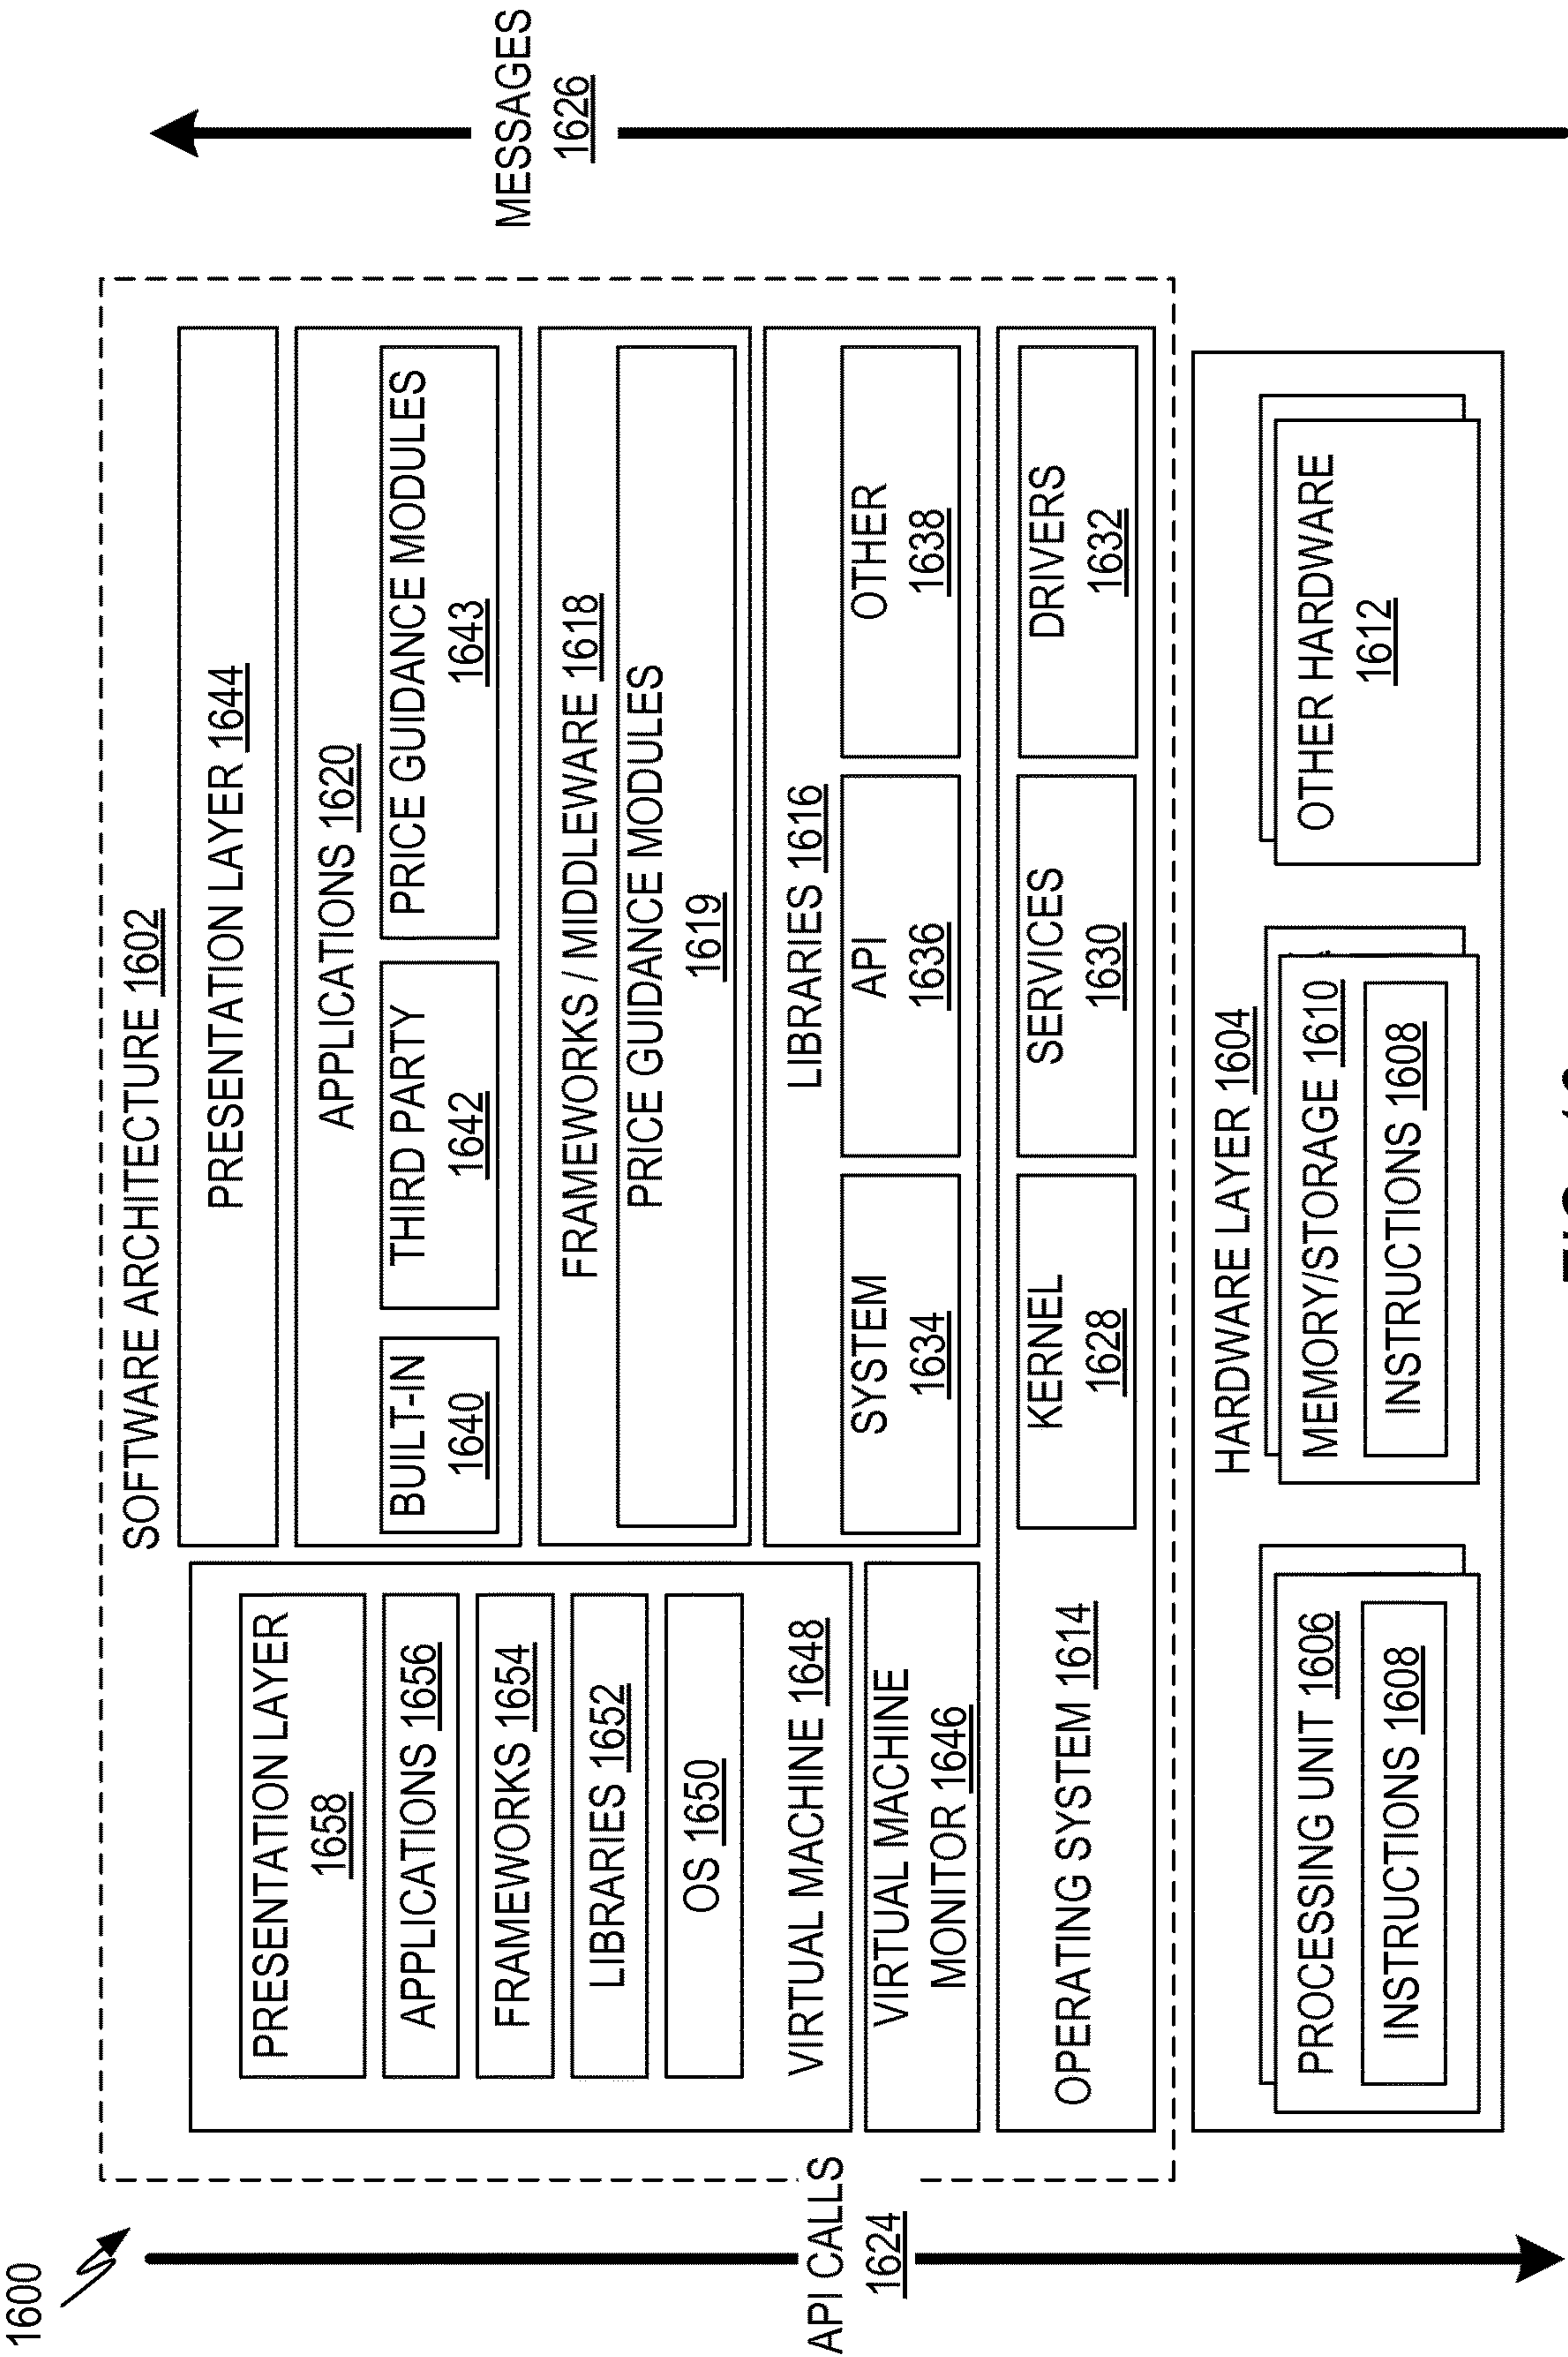 1600
SOFTWARE ARCHITECTURE 1602
PRESENTATION LAYER
1658
APPLICATIONS 1656
FRAMEWORKS 1654
LIBRARIES 1652
OS 1650
VIRTUAL MACHINE 1648
VIRTUAL MACHINE
MONITOR 1646
PRESENTATION LAYER 1644
APPLICATIONS 1620
BUILT-IN
1640
THIRD PARTY
1642
PRICE GUIDANCE MODULES
1643
FRAMEWORKS / MIDDLEWARE 1618
PRICE GUIDANCE MODULES
1619
LIBRARIES 1616
SYSTEM
1634
API
1636
OTHER
1638
OPERATING SYSTEM 1614
KERNEL
1628
SERVICES
1630
DRIVERS
1632
HARDWARE LAYER 1604
PROCESSING UNIT 1606
INSTRUCTIONS 1608
MEMORY/STORAGE 1610
INSTRUCTIONS 1608
OTHER HARDWARE
1612
API CALLS
1624
MESSAGES
1626